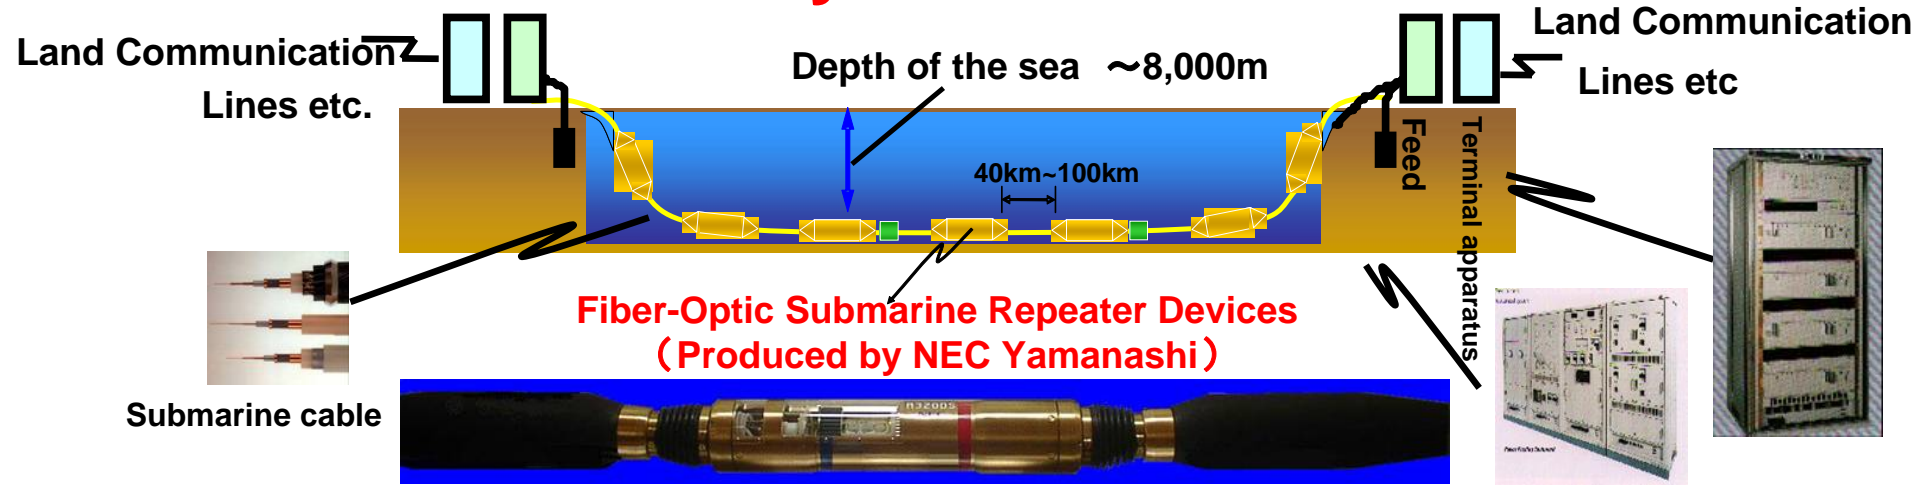 Land Communication
Lines etc.
Depth of the sea ～8,000m
Land Communication
Lines etc
40km~100km
Feed
Terminal apparatus
Fiber-Optic Submarine Repeater Devices
（Produced by NEC Yamanashi）
Submarine cable